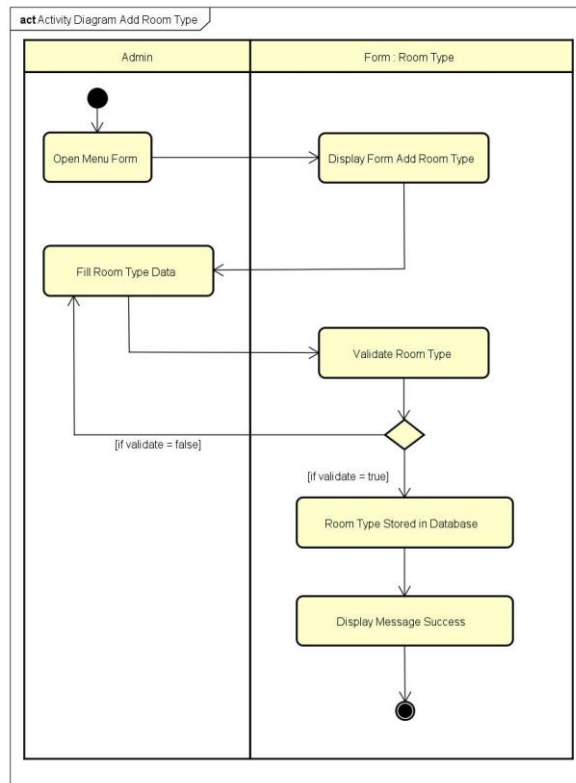 act Activity Diagram Add Room Type
Admin
Form : Room Type
Open Menu Form
Display Form Add Room Type
Fill Room Type Data
Validate Room Type
[if validate = false]
[if validate = true]
Room Type Stored in Database
Display Message Success